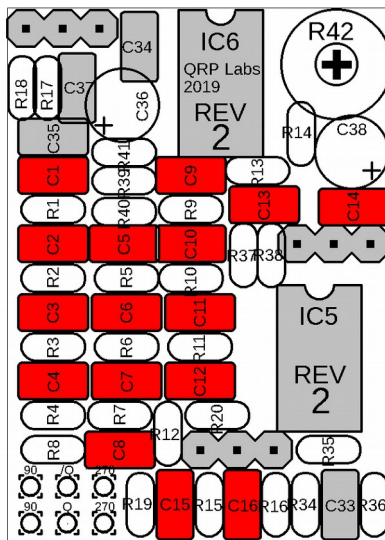 C34
IC6
R42
QRP Labs
2019
REV
2
R18
R17
C37
C36
C35
R14
C38
R41
C1
R39
C9
R13
R1
R40
R9
C13
C14
C2
C5
C10
R37
R38
R2
R5
R10
C3
C6
C11
IC5
R3
R6
R11
C4
C7
C12
REV
2
R4
R7
R20
R8
C8
R12
R35
90
/O
270
R19
C15
R15
C16
R16
R34
C33
R36
90
O
270